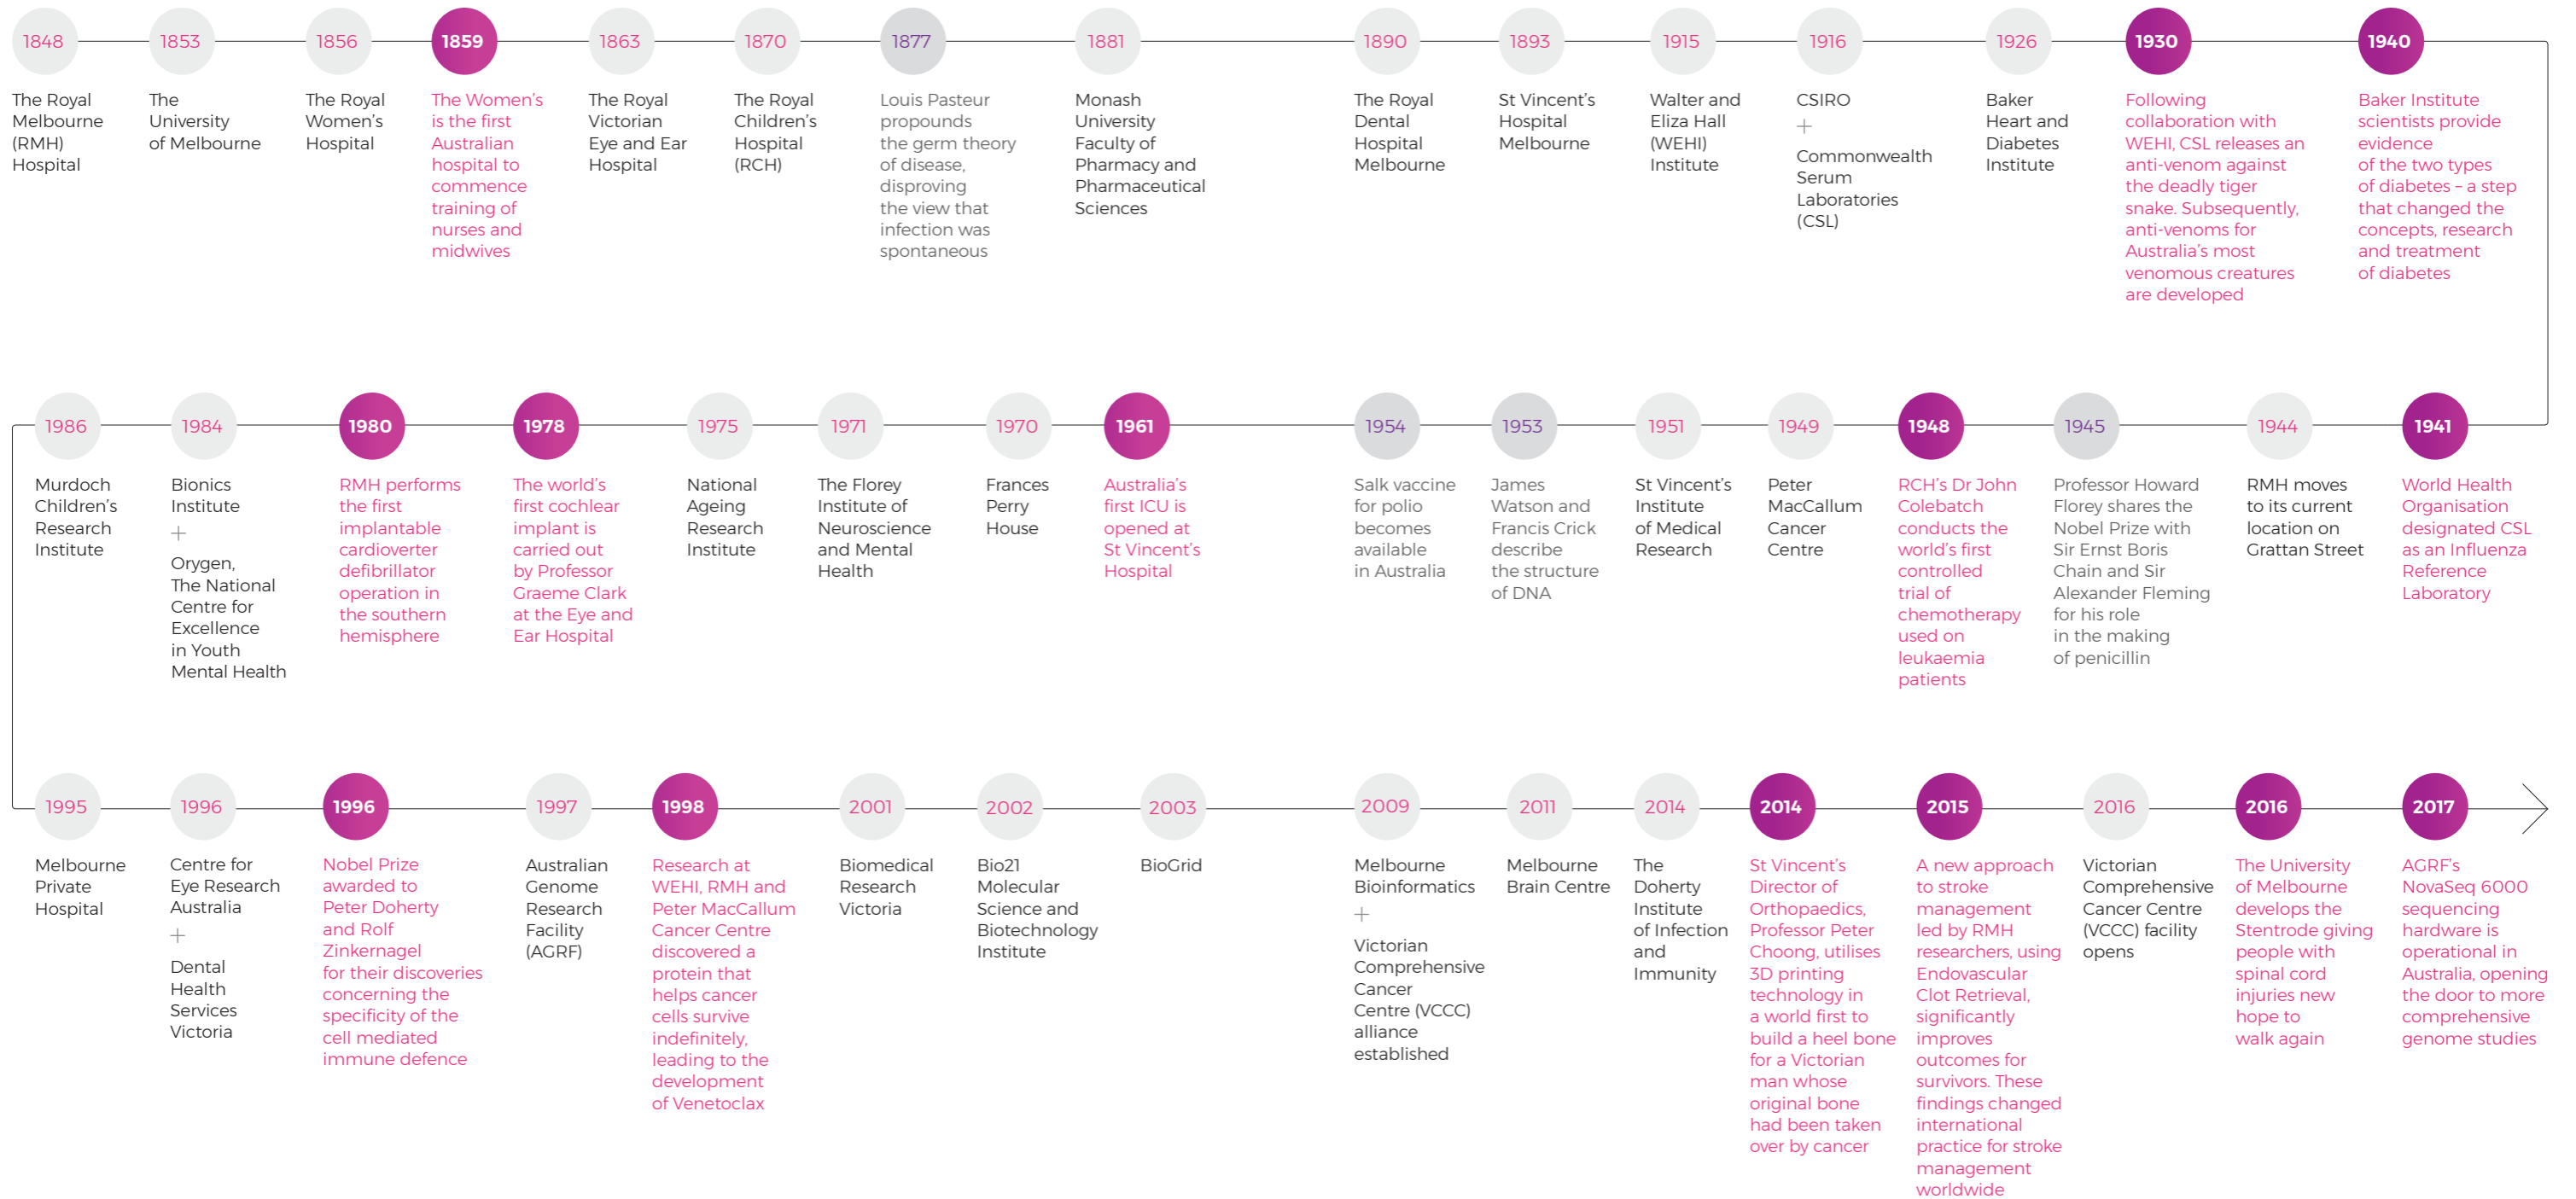 1848
The Royal
Melbourne
(RMH)
Hospital
1853
The
University
of Melbourne
1856
The Royal
Women's
Hospital
1859
The Women's
is the first
Australian
hospital to
commence
training of
nurses and
midwives
1863
The Royal
Victorian
Eye and Ear
Hospital
1870
The Royal
Children's
Hospital
(RCH)
1877
Louis Pasteur
propounds
the germ theory
of disease,
disproving
the view that
infection was
spontaneous
1881
Monash
University
Faculty of
Pharmacy and
Pharmaceutical
Sciences
1890
The Royal
Dental
Hospital
Melbourne
1893
St Vincent's
Hospital
Melbourne
1915
Walter and
Eliza Hall
(WEHI)
Institute
1916
CSIRO
+
Commonwealth
Serum
Laboratories
(CSL)
1926
Baker
Heart and
Diabetes
Institute
1930
Following
collaboration with
WEHI, CSL releases an
anti-venom against
the deadly tiger
snake. Subsequently,
anti-venoms for
Australia's most
venomous creatures
are developed
1940
Baker Institute
scientists provide
evidence
of the two types
of diabetes – a step
that changed the
concepts, research
and treatment
of diabetes
1986
Murdoch
Children's
Research
Institute
1984
Bionics
Institute
+
Orygen,
The National
Centre for
Excellence
in Youth
Mental Health
1980
RMH performs
the first
implantable
cardioverter
defibrillator
operation in
the southern
hemisphere
1978
The world's
first cochlear
implant is
carried out
by Professor
Graeme Clark
at the Eye and
Ear Hospital
1975
National
Ageing
Research
Institute
1971
The Florey
Institute of
Neuroscience
and Mental
Health
1970
Frances
Perry
House
1961
Australia's
first ICU is
opened at
St Vincent's
Hospital
1954
Salk vaccine
for polio
becomes
available
in Australia
1953
James
Watson and
Francis Crick
describe
the structure
of DNA
1951
St Vincent's
Institute
of Medical
Research
1949
Peter
MacCallum
Cancer
Centre
1948
RCH's Dr John
Colebatch
conducts the
world's first
controlled
trial of
chemotherapy
used on
leukaemia
patients
1945
Professor Howard
Florey shares the
Nobel Prize with
Sir Ernst Boris
Chain and Sir
Alexander Fleming
for his role
in the making
of penicillin
1944
RMH moves
to its current
location on
Grattan Street
1941
World Health
Organisation
designated CSL
as an Influenza
Reference
Laboratory
1995
Melbourne
Private
Hospital
1996
Centre for
Eye Research
Australia
+
Dental
Health
Services
Victoria
1996
Nobel Prize
awarded to
Peter Doherty
and Rolf
Zinkernagel
for their discoveries
concerning the
specificity of the
cell mediated
immune defence
1997
Australian
Genome
Research
Facility
(AGRF)
1998
Research at
WEHI, RMH and
Peter MacCallum
Cancer Centre
discovered a
protein that
helps cancer
cells survive
indefinitely,
leading to the
development
of Venetoclax
2001
Biomedical
Research
Victoria
2002
Bio21
Molecular
Science and
Biotechnology
Institute
2003
BioGrid
2009
Melbourne
Bioinformatics
+
Victorian
Comprehensive
Cancer
Centre (VCCC)
alliance
established
2011
Melbourne
Brain Centre
2014
The
Doherty
Institute
of Infection
and
Immunity
2014
St Vincent's
Director of
Orthopaedics,
Professor Peter
Choong, utilises
3D printing
technology in
a world first to
build a heel bone
for a Victorian
man whose
original bone
had been taken
over by cancer
2015
A new approach
to stroke
management
led by RMH
researchers, using
Endovascular
Clot Retrieval,
significantly
improves
outcomes for
survivors. These
findings changed
international
practice for stroke
management
worldwide
2016
Victorian
Comprehensive
Cancer Centre
(VCCC) facility
opens
2016
The University
of Melbourne
develops the
Stentrode giving
people with
spinal cord
injuries new
hope to
walk again
2017
AGRF's
NovaSeq 6000
sequencing
hardware is
operational in
Australia, opening
the door to more
comprehensive
genome studies